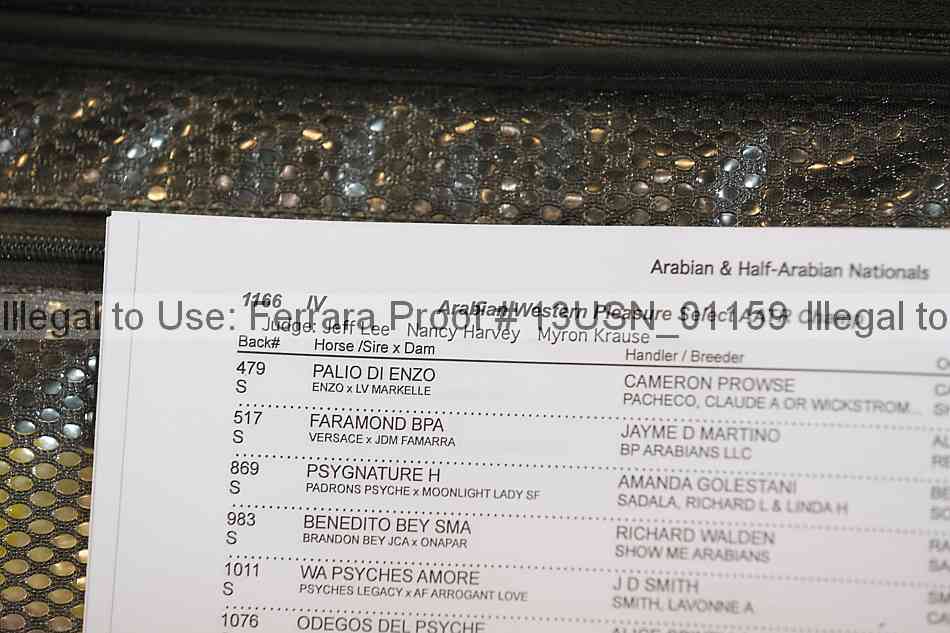 Arabian & Half-Arabian Nationals
1166 IV Arabian Western Pleasure Select AATR
Illegal to Use: Ferrara Proof # 13USN_01159 Illegal to
Judge: Jeff Lee Nancy Harvey Myron Krause
Back# Horse /Sire x Dam Handler / Breeder
479 PALIO DI ENZO CAMERON PROWSE
S ENZO x LV MARKELLE PACHECO, CLAUDE A OR WICKSTROM...
517 FARAMOND BPA JAYME D MARTINO
S VERSACE x JDM FAMARRA BP ARABIANS LLC
869 PSYGNATURE H AMANDA GOLESTANI
S PADRONS PSYCHE x MOONLIGHT LADY SF SADALA, RICHARD L & LINDA H
983 BENEDITO BEY SMA RICHARD WALDEN
S BRANDON BEY JCA x ONAPAR SHOW ME ARABIANS
1011 WA PSYCHES AMORE J D SMITH
S PSYCHES LEGACY x AF ARROGANT LOVE SMITH, LAVONNE A
1076 ODEGOS DEL PSYCHE